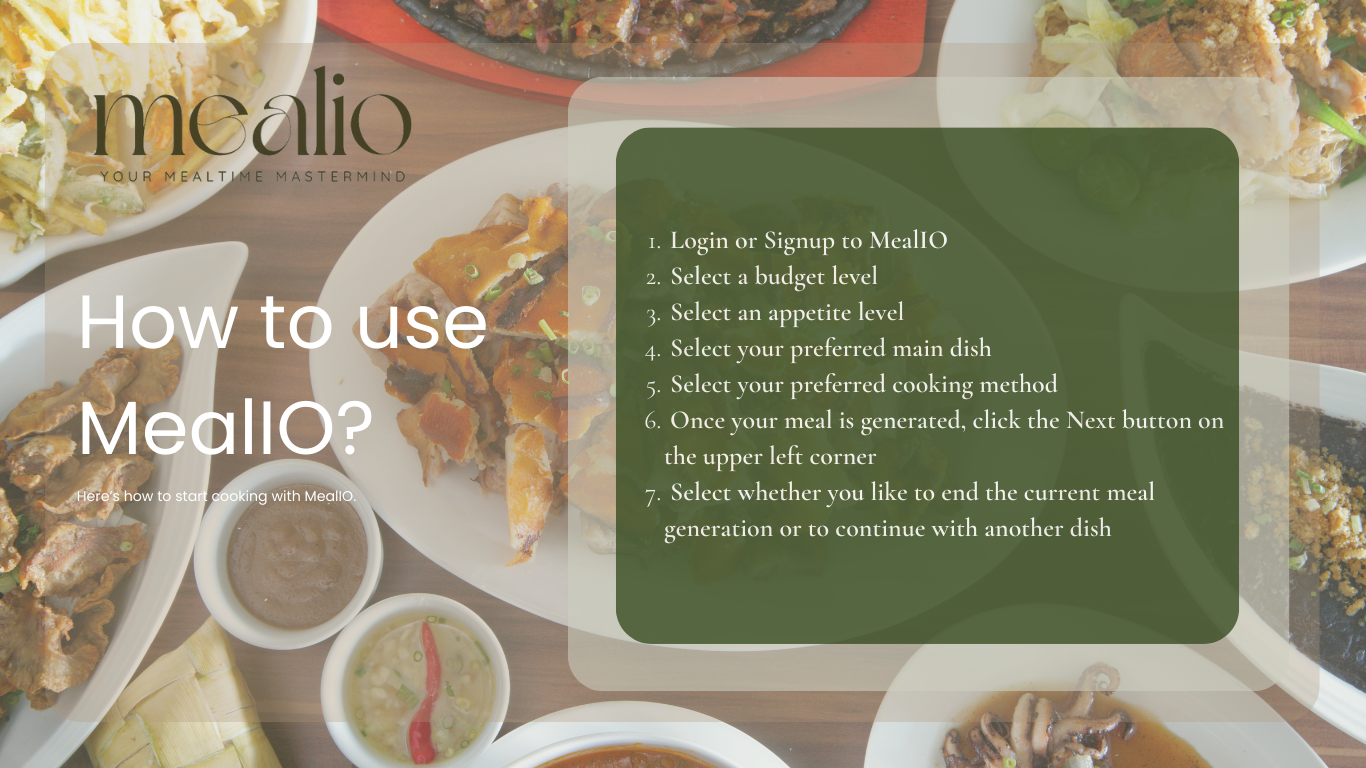 mealio
YOUR MEALTIME MASTERMIND
How to use
MealIO?
Here's how to start cooking with MealIO.
1. Login or Signup to MealIO
2. Select a budget level
3. Select an appetite level
4. Select your preferred main dish
5. Select your preferred cooking method
6. Once your meal is generated, click the Next button on
the upper left corner
7. Select whether you like to end the current meal
generation or to continue with another dish